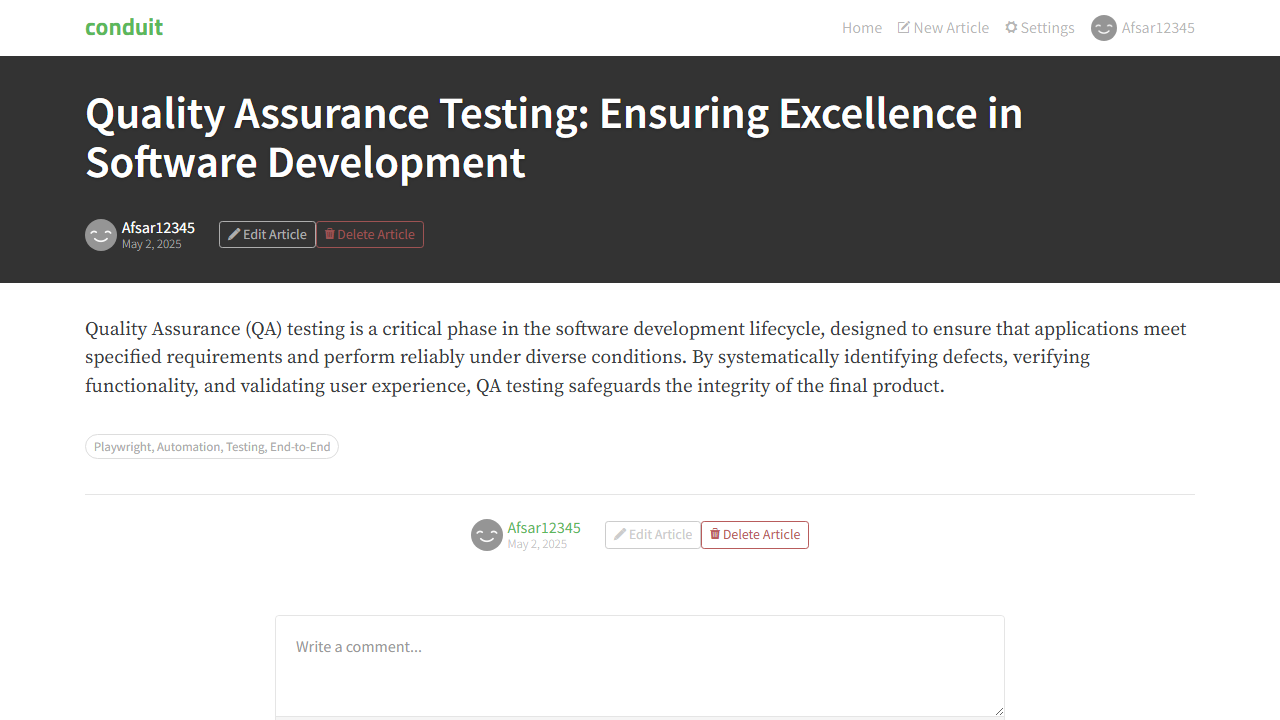 conduit
Home New Article Settings Afsar12345
Quality Assurance Testing: Ensuring Excellence in
Software Development
Afsar12345
May 2, 2025
Edit Article Delete Article
Quality Assurance (QA) testing is a critical phase in the software development lifecycle, designed to ensure that applications meet
specified requirements and perform reliably under diverse conditions. By systematically identifying defects, verifying
functionality, and validating user experience, QA testing safeguards the integrity of the final product.
Playwright, Automation, Testing, End-to-End
Afsar12345
May 2, 2025
Edit Article Delete Article
Write a comment...